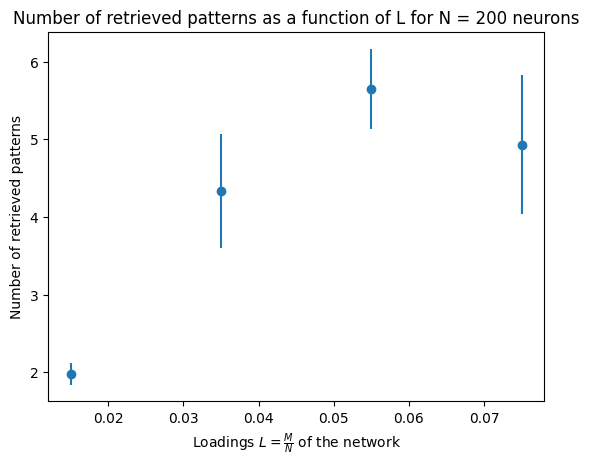 Number of retrieved patterns as a function of L for N = 200 neurons
Number of retrieved patterns
6
5
4
3
2
0.02 0.03 0.04 0.05 0.06 0.07
Loadings L = M/N of the network